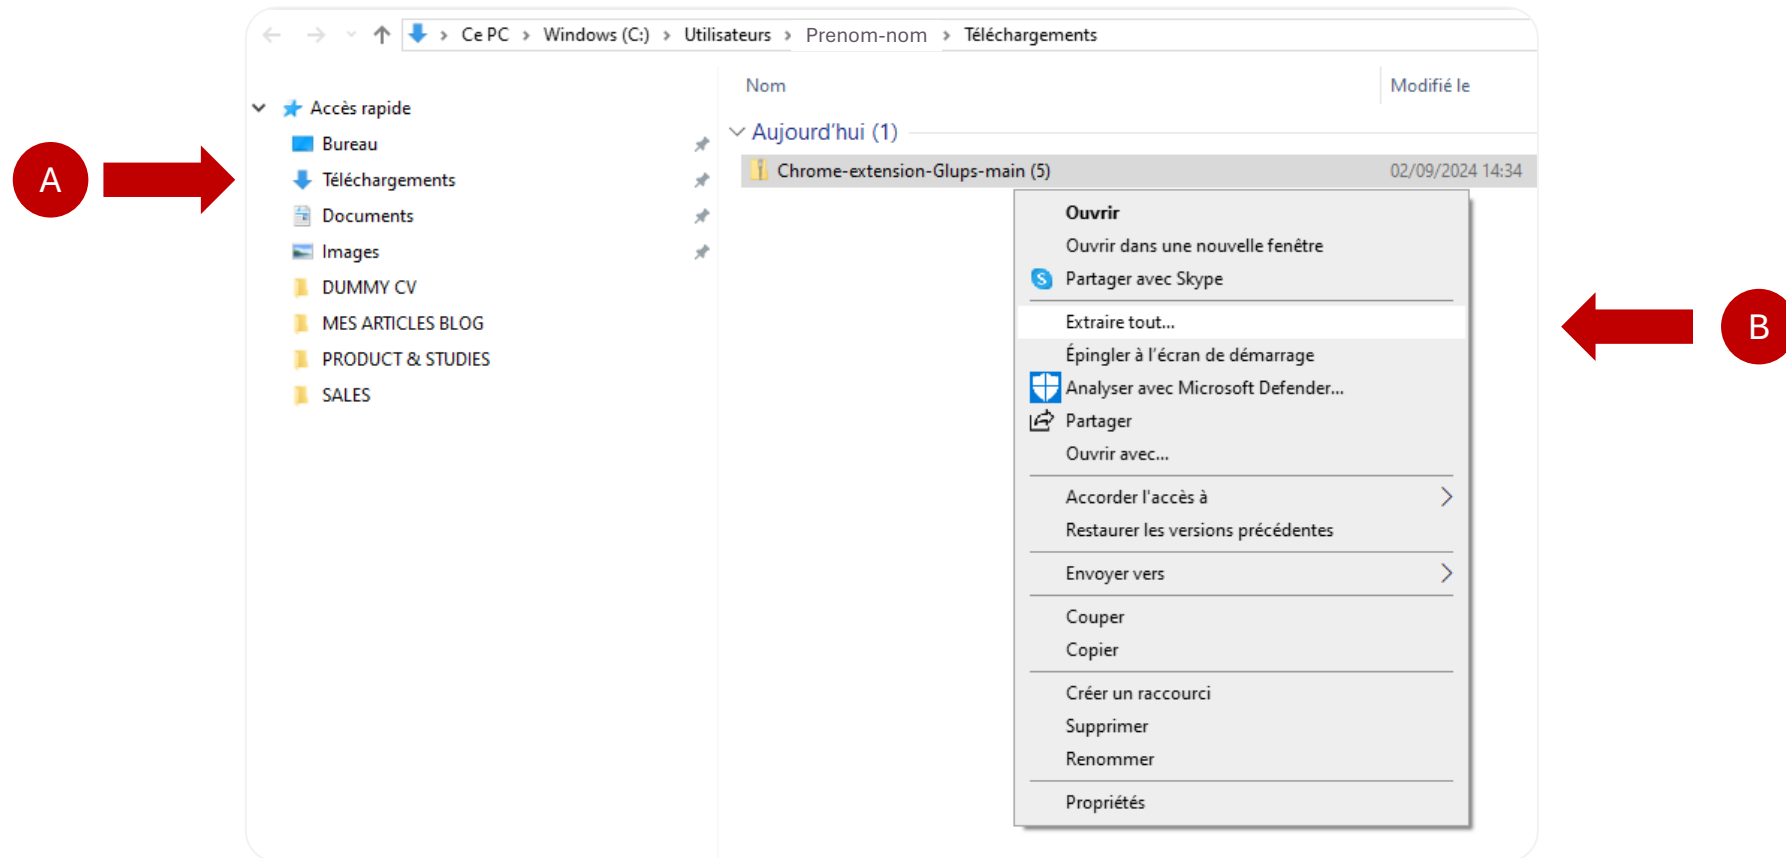 Ce PC > Windows (C:) > Utilisateurs > Prenom-nom > Téléchargements
Nom
Modifié le
Accès rapide
Bureau
Téléchargements
Documents
Images
DUMMY CV
MES ARTICLES BLOG
PRODUCT & STUDIES
SALES
Aujourd'hui (1)
Chrome-extension-Glups-main (5)
02/09/2024 14:34
Ouvrir
Ouvrir dans une nouvelle fenêtre
Partager avec Skype
Extraire tout...
Épingler à l'écran de démarrage
Analyser avec Microsoft Defender...
Partager
Ouvrir avec...
Accorder l'accès à
Restaurer les versions précédentes
Envoyer vers
Couper
Copier
Créer un raccourci
Supprimer
Renommer
Propriétés
A
B